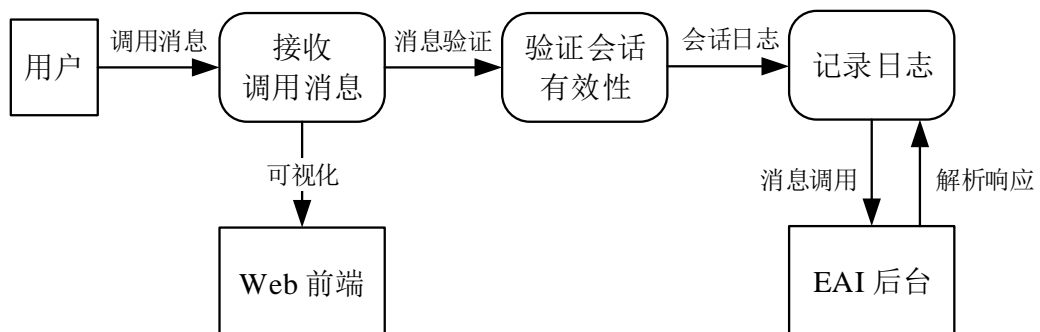 用户
调用消息
接收
调用消息
消息验证
验证会话
有效性
会话日志
记录日志
可视化
消息调用
解析响应
Web 前端
EAI 后台